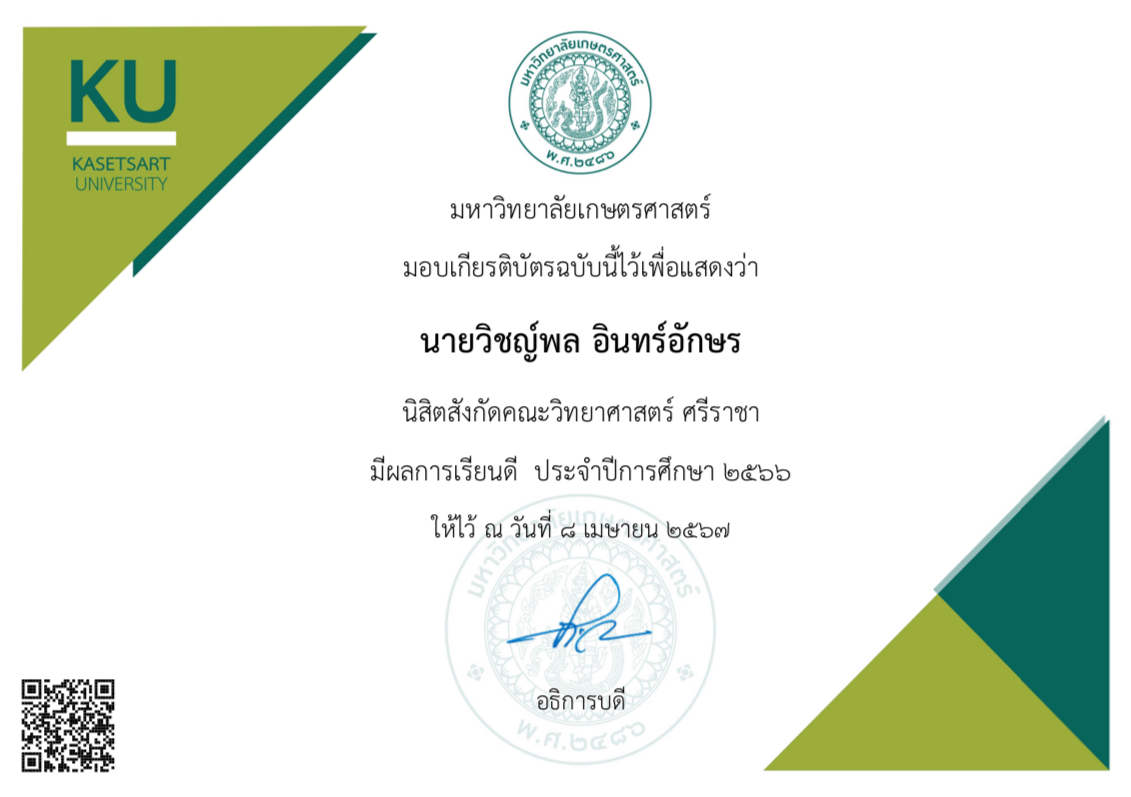 KU
KASETSART
UNIVERSITY
มหาวิทยาลัยเกษตรศาสตร์
พ.ศ.๒๔๘๖
มหาวิทยาลัยเกษตรศาสตร์
มอบเกียรติบัตรฉบับนี้ไว้เพื่อแสดงว่า
นายวิชญ์พล อินทร์อักษร
นิสิตสังกัดคณะวิทยาศาสตร์ ศรีราชา
มีผลการเรียนดี ประจำปีการศึกษา ๒๕๖๖
ให้ไว้ ณ วันที่ ๘ เมษายน ๒๕๖๗
มหาวิทยาลัยเกษตรศาสตร์
อธิการบดี
พ.ศ.๒๔๘๖